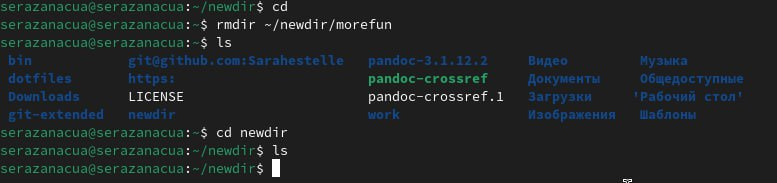 serazanacua@serazanacua:~/newdir$ cd
serazanacua@serazanacua:~$ rmdir ~/newdir/morefun
serazanacua@serazanacua:~$ ls
bin git@github.com:Sarahestelle pandoc-3.1.12.2 Видео Музыка
dotfiles https: pandoc-crossref Документы Общедоступные
Downloads LICENSE pandoc-crossref.1 Загрузки 'Рабочий стол'
git-extended newdir work Изображения Шаблоны
serazanacua@serazanacua:~$ cd newdir
serazanacua@serazanacua:~/newdir$ ls
serazanacua@serazanacua:~/newdir$